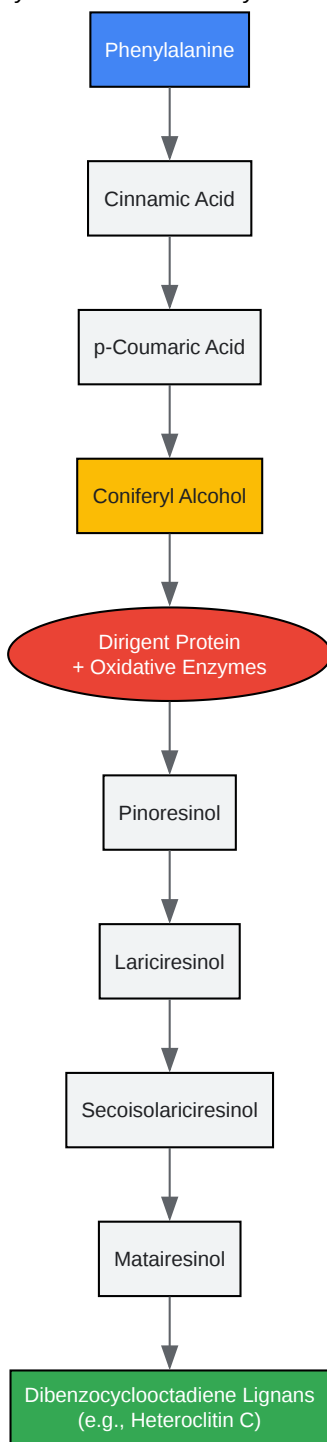 Phenylalanine
Cinnamic Acid
p-Coumaric Acid
Coniferyl Alcohol
Dirigent Protein
+ Oxidative Enzymes
Pinoresinol
Lariciresinol
Secoisolariciresinol
Matairesinol
Dibenzocyclooctadiene Lignans
(e.g., Heteroclitin C)